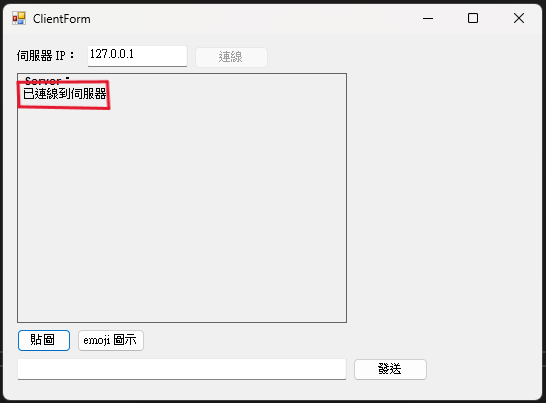 ClientForm
伺服器 IP： 127.0.0.1 連線
Server：
已連線到伺服器
貼圖 emoji 圖示
發送